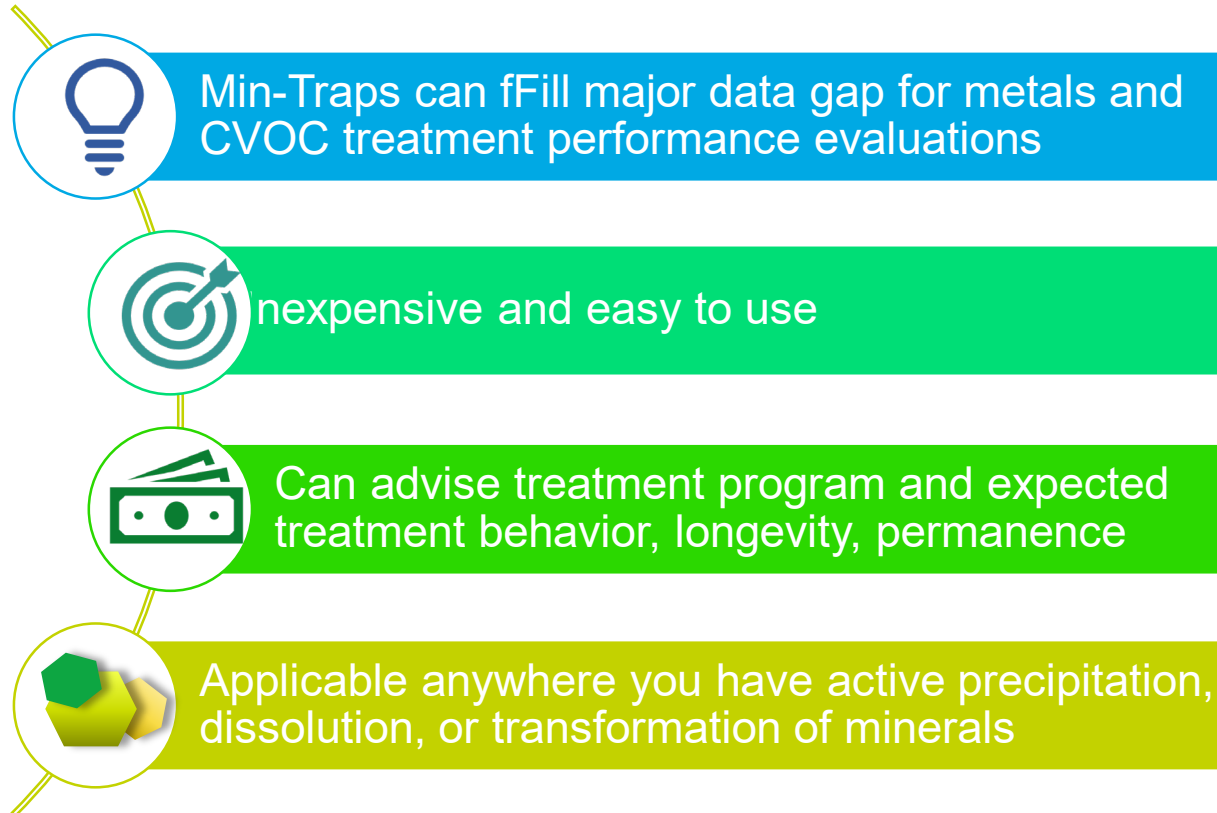 Min-Traps can fFill major data gap for metals and
CVOC treatment performance evaluations
nexpensive and easy to use
Can advise treatment program and expected
treatment behavior, longevity, permanence
Applicable anywhere you have active precipitation,
dissolution, or transformation of minerals